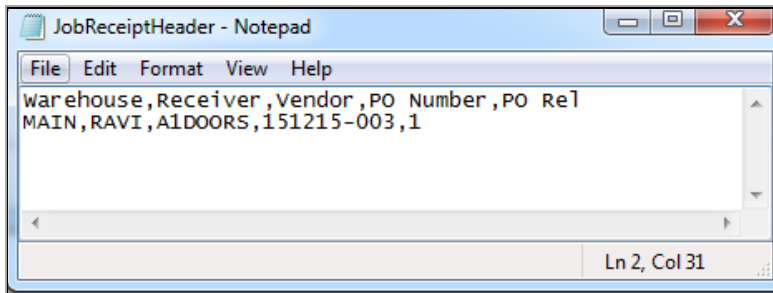 JobReceiptHeader - Notepad
File Edit Format View Help
Warehouse,Receiver,Vendor,PO Number,PO Rel
MAIN,RAVI,A1DOORS,151215-003,1
Ln 2, Col 31